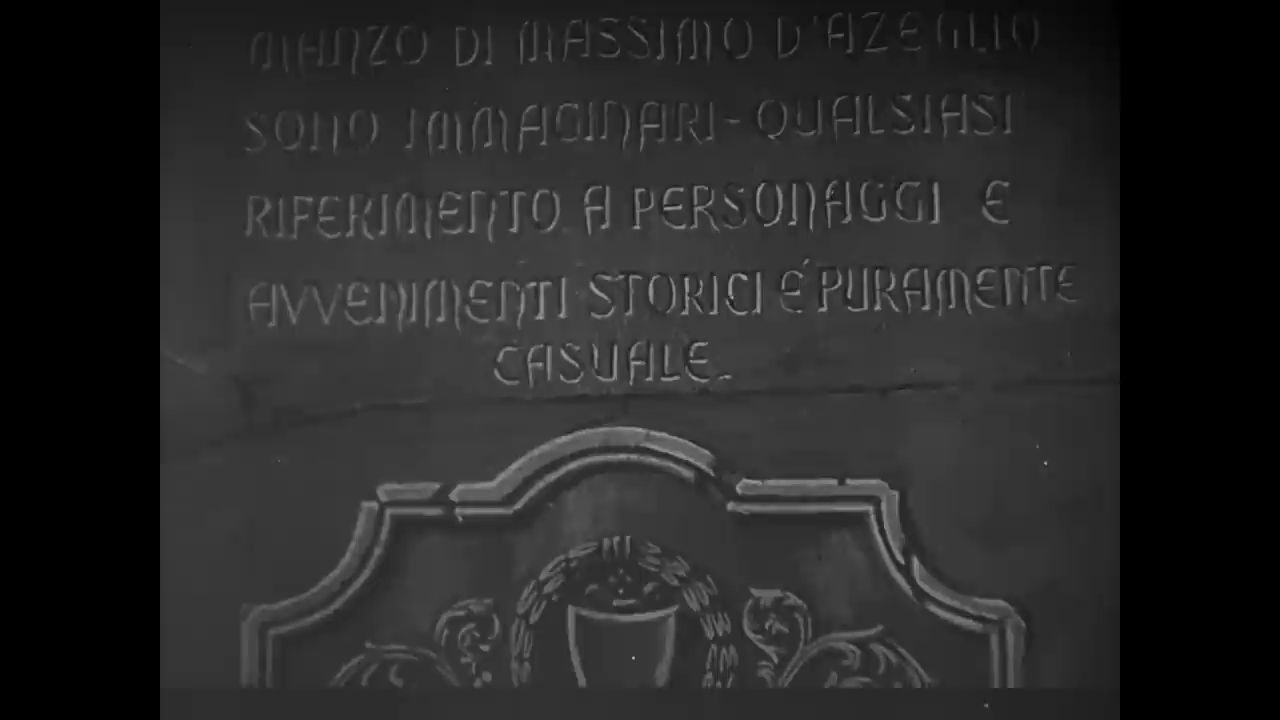 MANZO DI MASSIMO D'AZEGLIO
SONO IMMAGINARI - QUALSIASI
RIFERIMENTO A PERSONAGGI E
AVVENIMENTI STORICI É PURAMENTE
CASUALE.